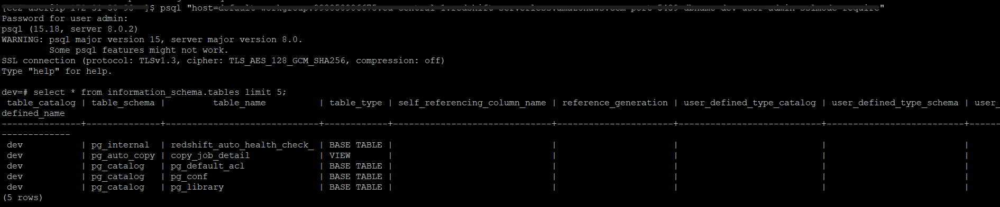 ]$ psql "host=                    "
Password for user admin:
psql (15.18, server 8.0.2)
WARNING: psql major version 15, server major version 8.0.
         Some psql features might not work.
SSL connection (protocol: TLSv1.3, cipher: TLS_AES_128_GCM_SHA256, compression: off)
Type "help" for help.

dev=# select * from information_schema.tables limit 5;
 table_catalog | table_schema |         table_name          | table_type | self_referencing_column_name | reference_generation | user_defined_type_catalog | user_defined_type_schema | user_
defined_name
---------------+--------------+-----------------------------+------------+------------------------------+----------------------+---------------------------+--------------------------+------
-------------
 dev           | pg_internal  | redshift_auto_health_check_ | BASE TABLE |                              |                      |                           |                          |
 dev           | pg_auto_copy | copy_job_detail             | VIEW       |                              |                      |                           |                          |
 dev           | pg_catalog   | pg_default_acl              | BASE TABLE |                              |                      |                           |                          |
 dev           | pg_catalog   | pg_conf                     | BASE TABLE |                              |                      |                           |                          |
 dev           | pg_catalog   | pg_library                  | BASE TABLE |                              |                      |                           |                          |
(5 rows)